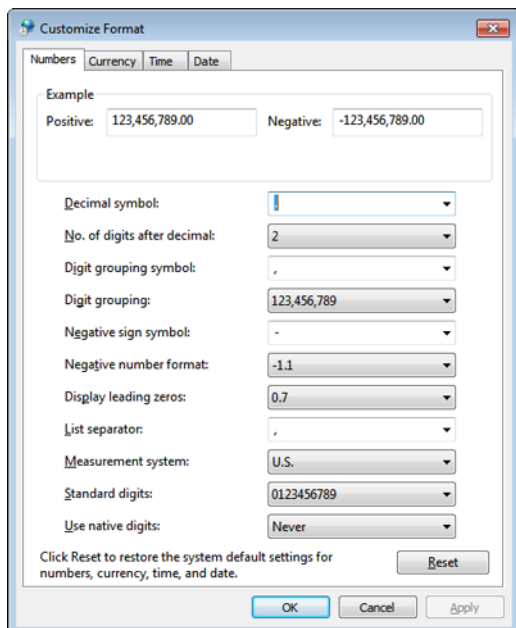 Customize Format
Numbers Currency Time Date
Example
Positive: 123,456,789.00 Negative: -123,456,789.00
Decimal symbol: .
No. of digits after decimal: 2
Digit grouping symbol: ,
Digit grouping: 123,456,789
Negative sign symbol: -
Negative number format: -1.1
Display leading zeros: 0.7
List separator: ,
Measurement system: U.S.
Standard digits: 0123456789
Use native digits: Never
Click Reset to restore the system default settings for
numbers, currency, time, and date.
Reset
OK Cancel Apply